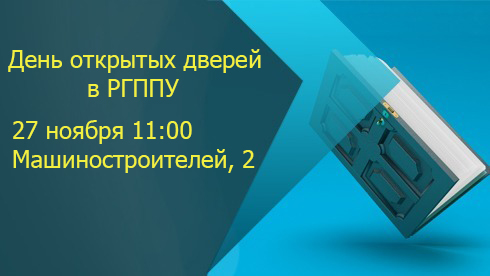 День открытых дверей
в РГППУ
27 ноября 11:00
Машиностроителей, 2